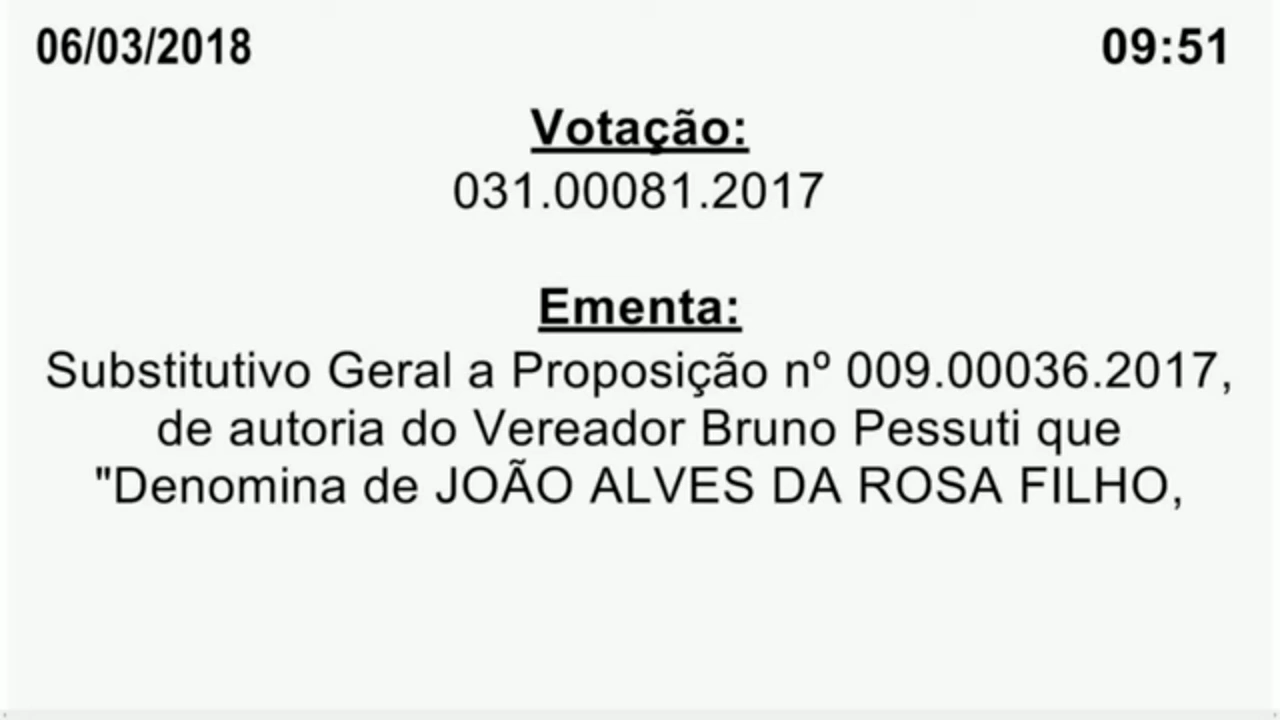 06/03/2018 09:51
Votação:
031.00081.2017
Ementa:
Substitutivo Geral a Proposição nº 009.00036.2017,
de autoria do Vereador Bruno Pessuti que
"Denomina de JOÃO ALVES DA ROSA FILHO,